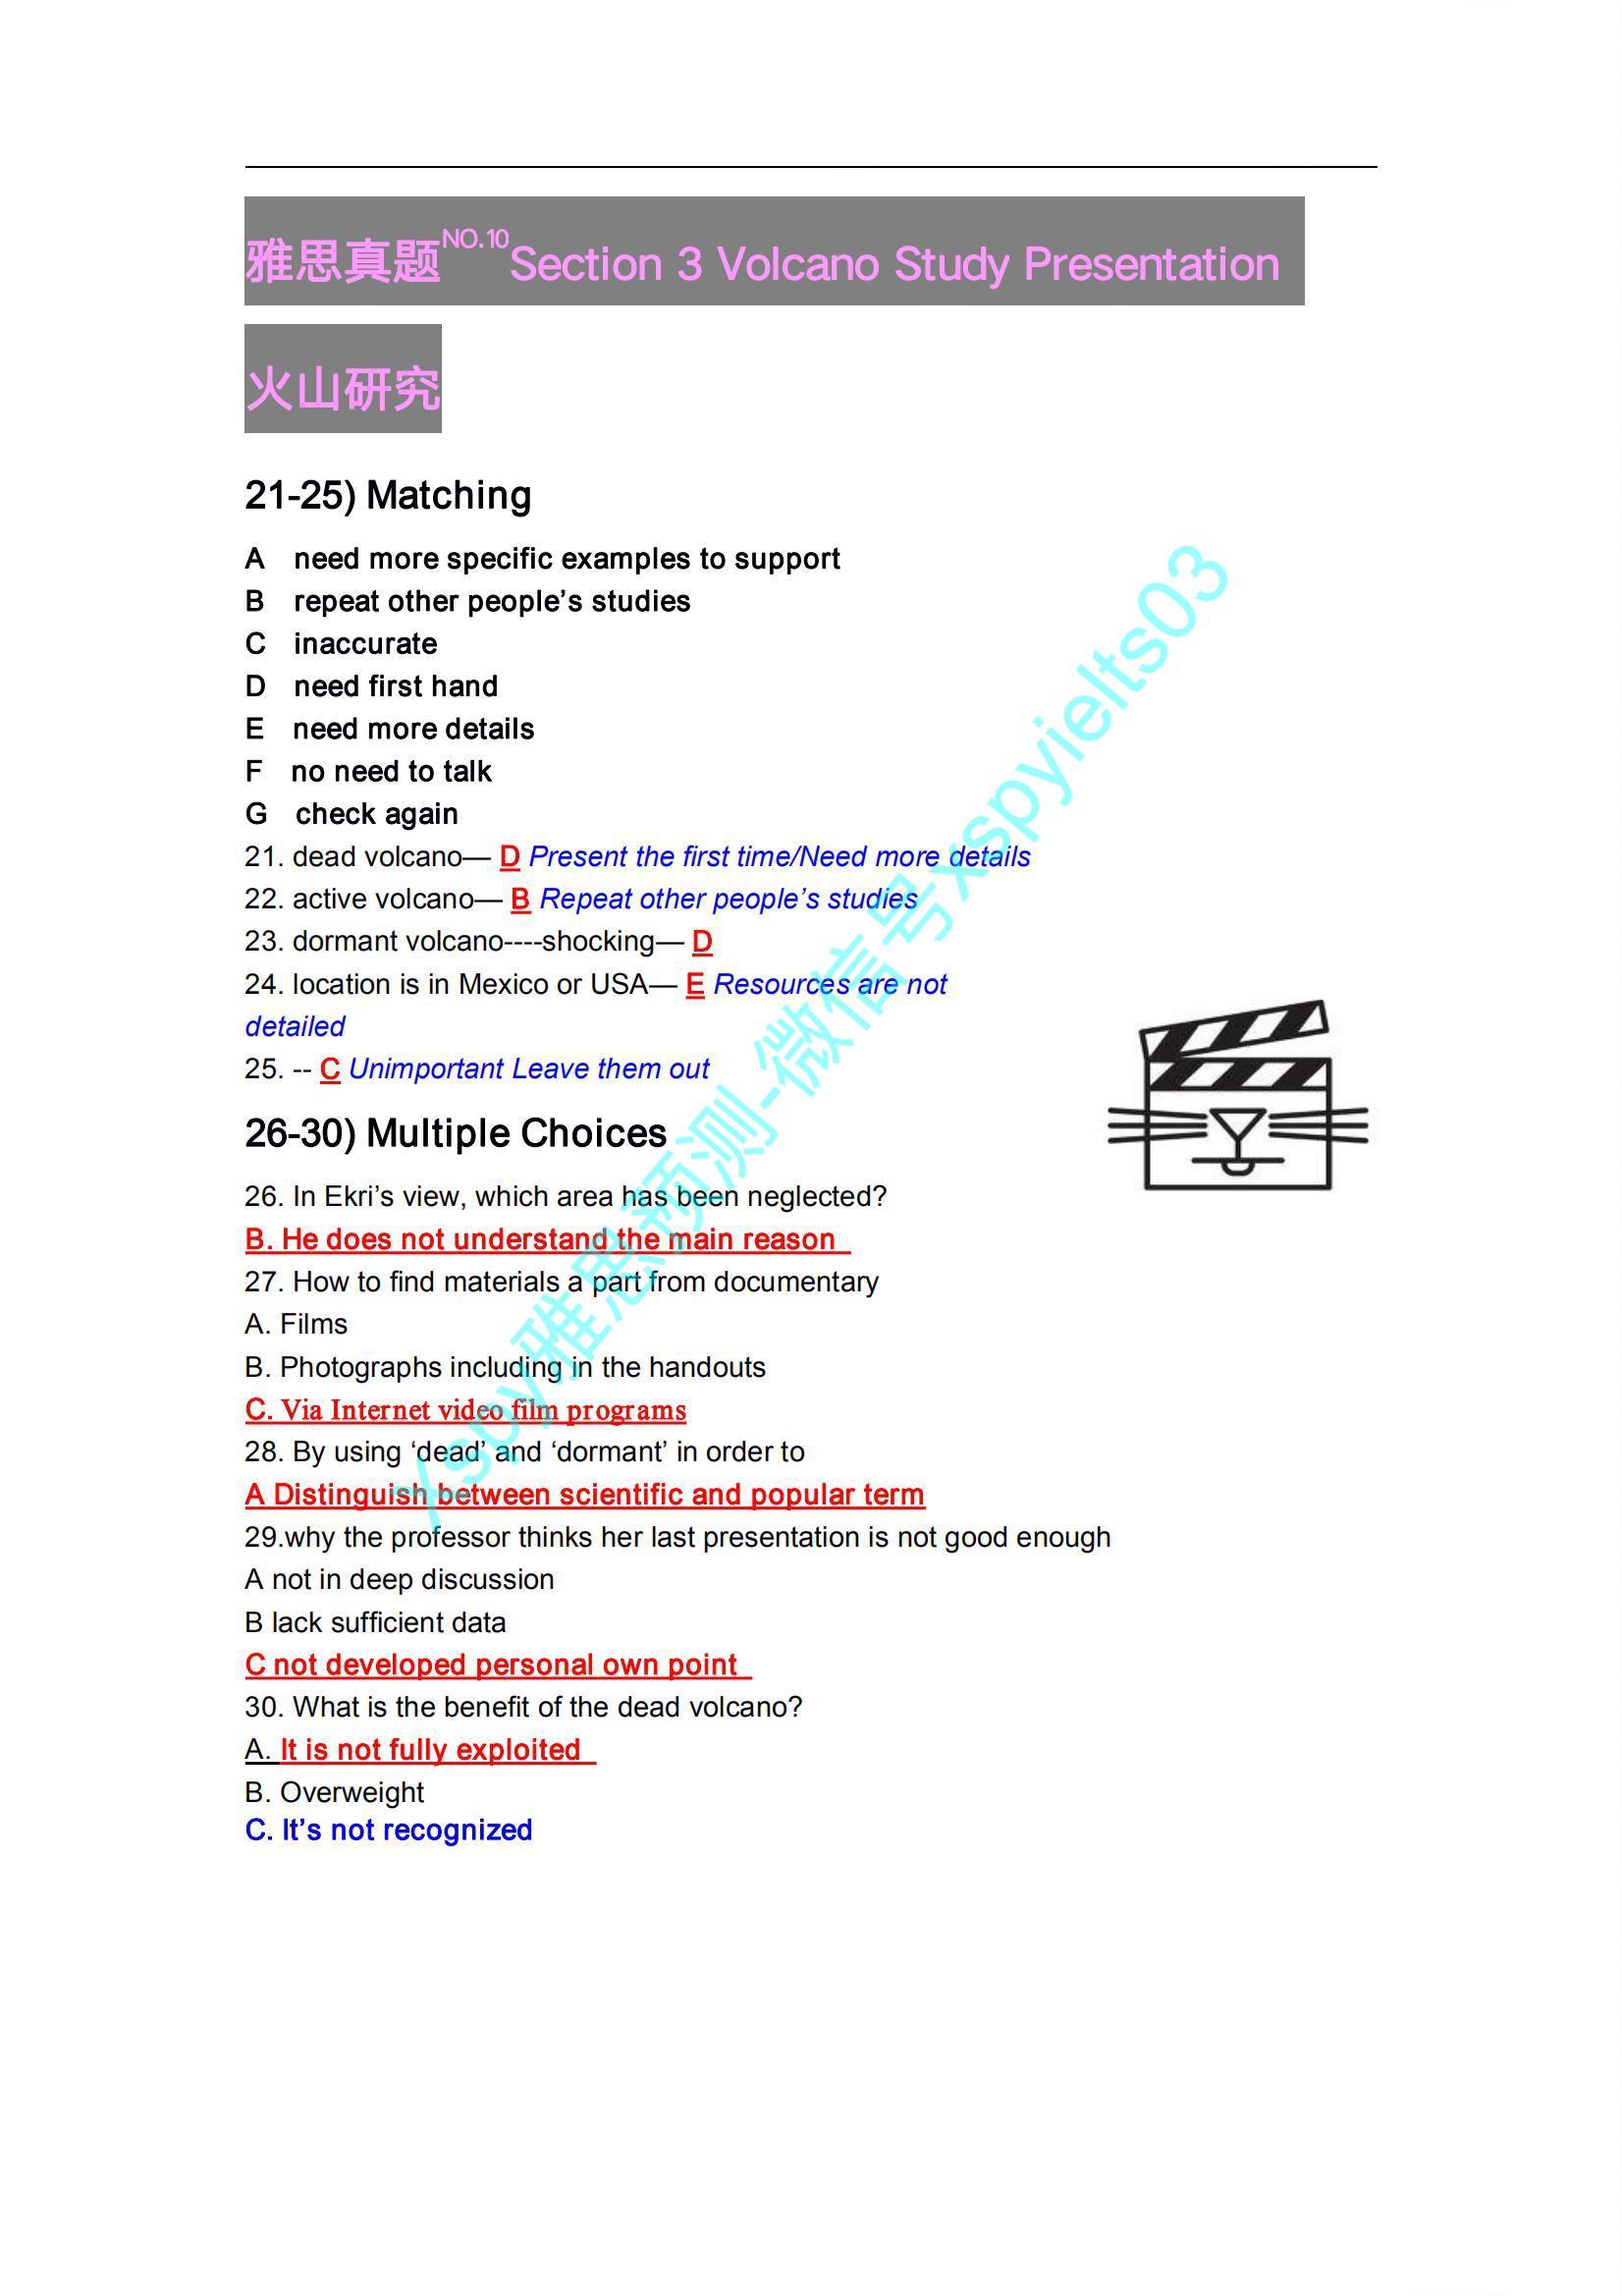 雅思真题NO.10Section 3 Volcano Study Presentation
火山研究
21-25) Matching
A need more specific examples to support
B repeat other people’s studies
C inaccurate
D need first hand
E need more details
F no need to talk
G check again
21. dead volcano— D Present the first time/Need more details
22. active volcano— B Repeat other people’s studies
23. dormant volcano----shocking— D
24. location is in Mexico or USA— E Resources are not
detailed
25. -- C Unimportant Leave them out
26-30) Multiple Choices
26. In Ekri’s view, which area has been neglected?
B. He does not understand the main reason
27. How to find materials a part from documentary
A. Films
B. Photographs including in the handouts
C. Via Internet video film programs
28. By using ‘dead’ and ‘dormant’ in order to
A Distinguish between scientific and popular term
29.why the professor thinks her last presentation is not good enough
A not in deep discussion
B lack sufficient data
C not developed personal own point
30. What is the benefit of the dead volcano?
A. It is not fully exploited
B. Overweight
C. It’s not recognized
xspy雅思预测-微信号xspyielts03